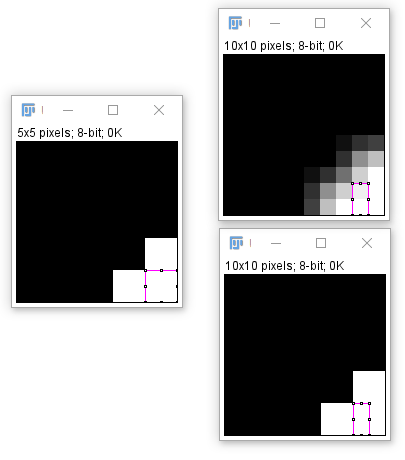 10x10 pixels; 8-bit; 0K
5x5 pixels; 8-bit; 0K
10x10 pixels; 8-bit; 0K